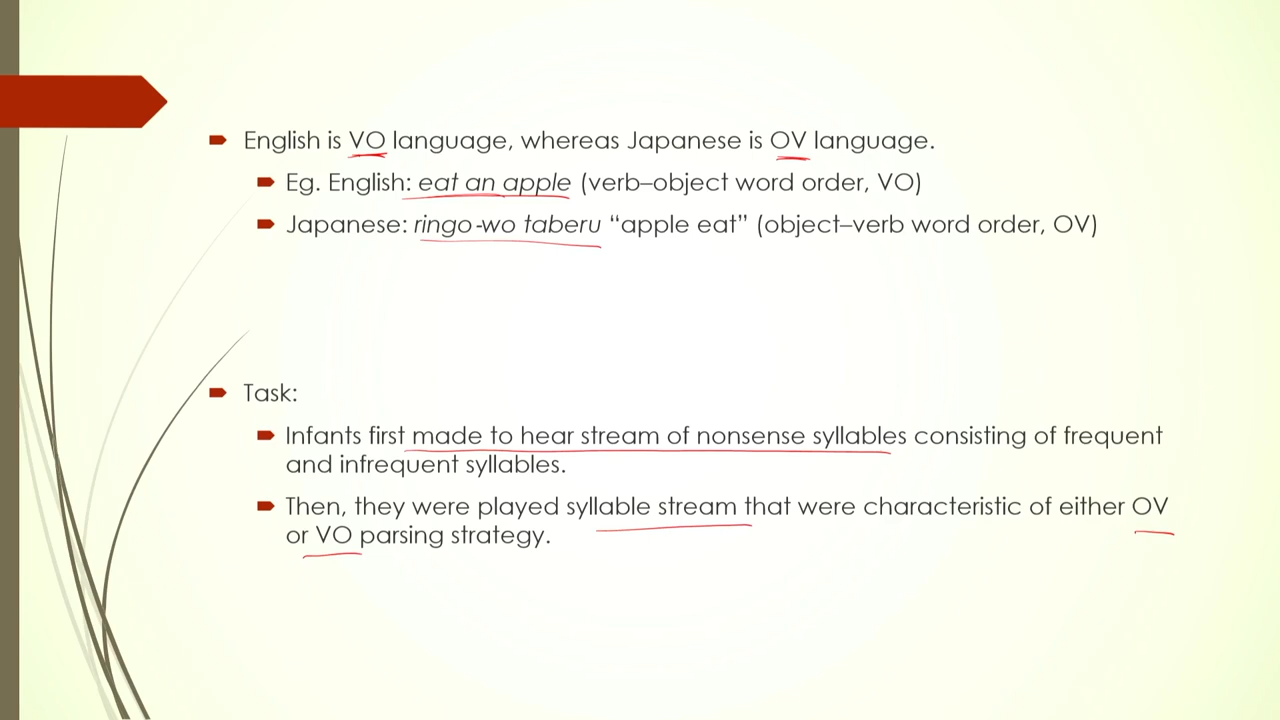 English is VO language, whereas Japanese is OV language.
Eg. English: eat an apple (verb–object word order, VO)
Japanese: ringo-wo taberu “apple eat” (object–verb word order, OV)
Task:
Infants first made to hear stream of nonsense syllables consisting of frequent
and infrequent syllables.
Then, they were played syllable stream that were characteristic of either OV
or VO parsing strategy.